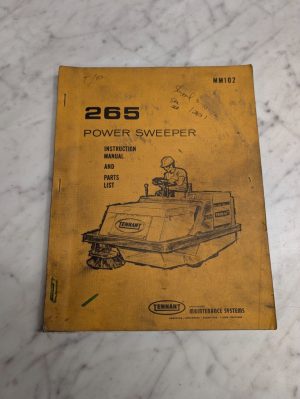 MM102
265
POWER SWEEPER
INSTRUCTION
MANUAL
AND
PARTS
LIST
TENNANT
TENNANT
MAINTENANCE SYSTEMS